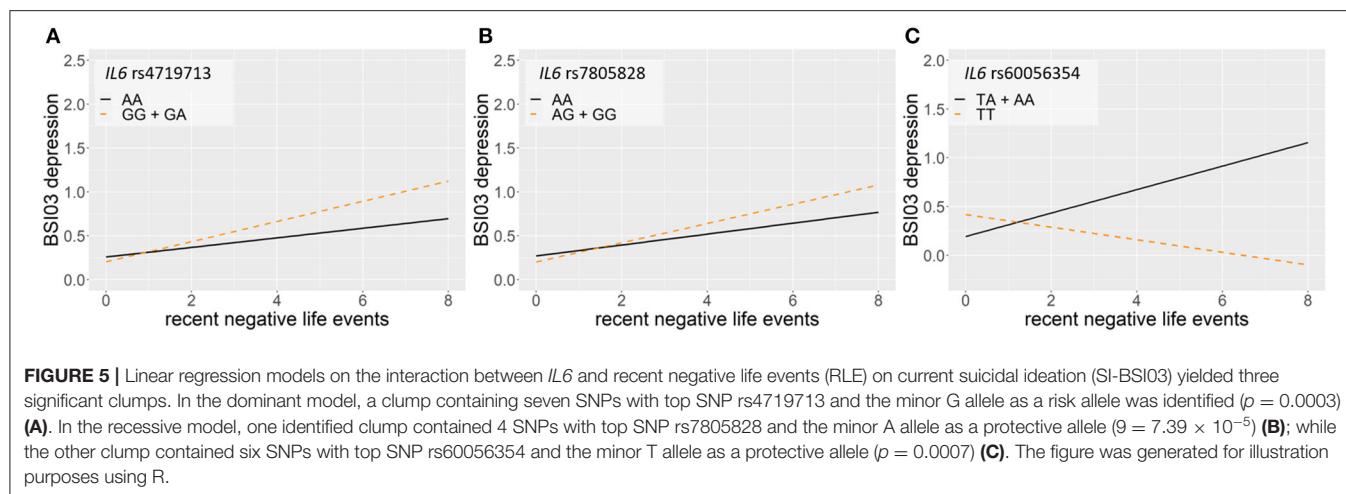 A
2.5
2.0
1.5
1.0
0.5
0.0
BSI03 depression
IL6 rs4719713
AA
GG + GA
0
2
4
6
8
recent negative life events
B
2.5
2.0
1.5
1.0
0.5
0.0
BSI03 depression
IL6 rs7805828
AA
AG + GG
0
2
4
6
8
recent negative life events
C
2.0
1.5
1.0
0.5
0.0
BSI03 depression
IL6 rs60056354
TA + AA
TT
0
2
4
6
8
recent negative life events
FIGURE 5 | Linear regression models on the interaction between IL6 and recent negative life events (RLE) on current suicidal ideation (SI-BSI03) yielded three
significant clumps. In the dominant model, a clump containing seven SNPs with top SNP rs4719713 and the minor G allele as a risk allele was identified (p = 0.0003)
(A). In the recessive model, one identified clump contained 4 SNPs with top SNP rs7805828 and the minor A allele as a protective allele (9 = 7.39 × 10⁻⁵) (B); while
the other clump contained six SNPs with top SNP rs60056354 and the minor T allele as a protective allele (p = 0.0007) (C). The figure was generated for illustration
purposes using R.